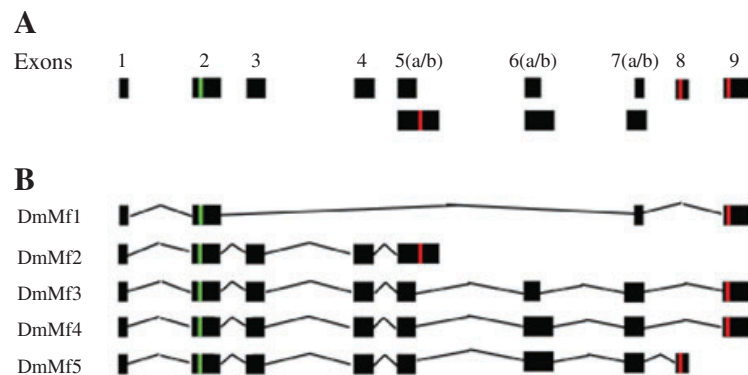 A
Exons 1 2 3 4 5(a/b) 6(a/b) 7(a/b) 8 9
B
DmMf1
DmMf2
DmMf3
DmMf4
DmMf5